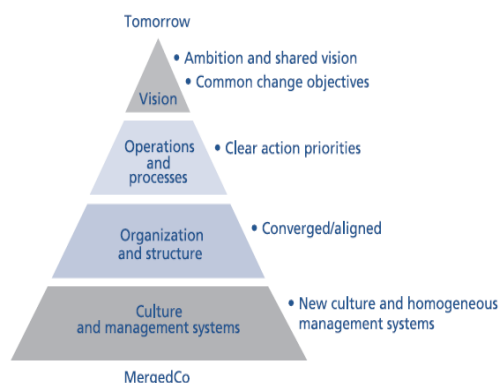 Tomorrow
• Ambition and shared vision
• Common change objectives
Vision
Operations
and
processes
• Clear action priorities
Organization
and structure
• Converged/aligned
Culture
and management systems
• New culture and homogeneous
management systems
MergedCo